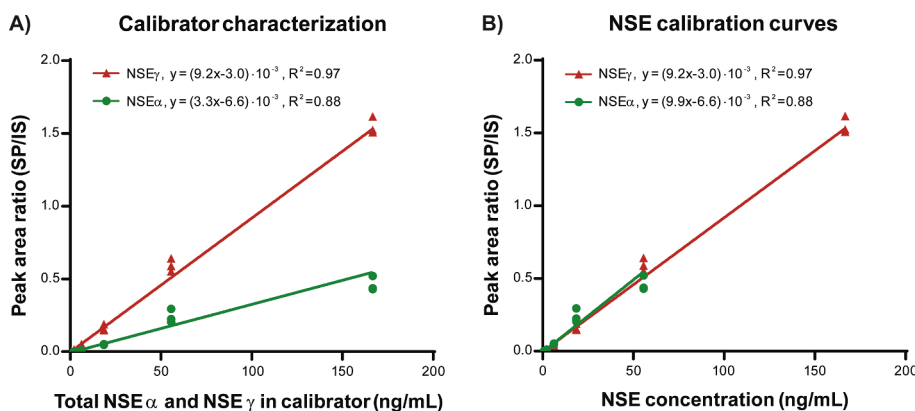 A) Calibrator characterization
NSEγ, y = (9.2x-3.0) · 10⁻³, R²=0.97
NSEα, y = (3.3x-6.6) · 10⁻³, R²=0.88
Peak area ratio (SP/IS)
2.0
1.5
1.0
0.5
0.0
0 50 100 150 200
Total NSEα and NSEγ in calibrator (ng/mL)
B) NSE calibration curves
NSEγ, y = (9.2x-3.0) · 10⁻³, R²=0.97
NSEα, y = (9.9x-6.6) · 10⁻³, R²=0.88
Peak area ratio (SP/IS)
2.0
1.5
1.0
0.5
0.0
0 50 100 150 200
NSE concentration (ng/mL)